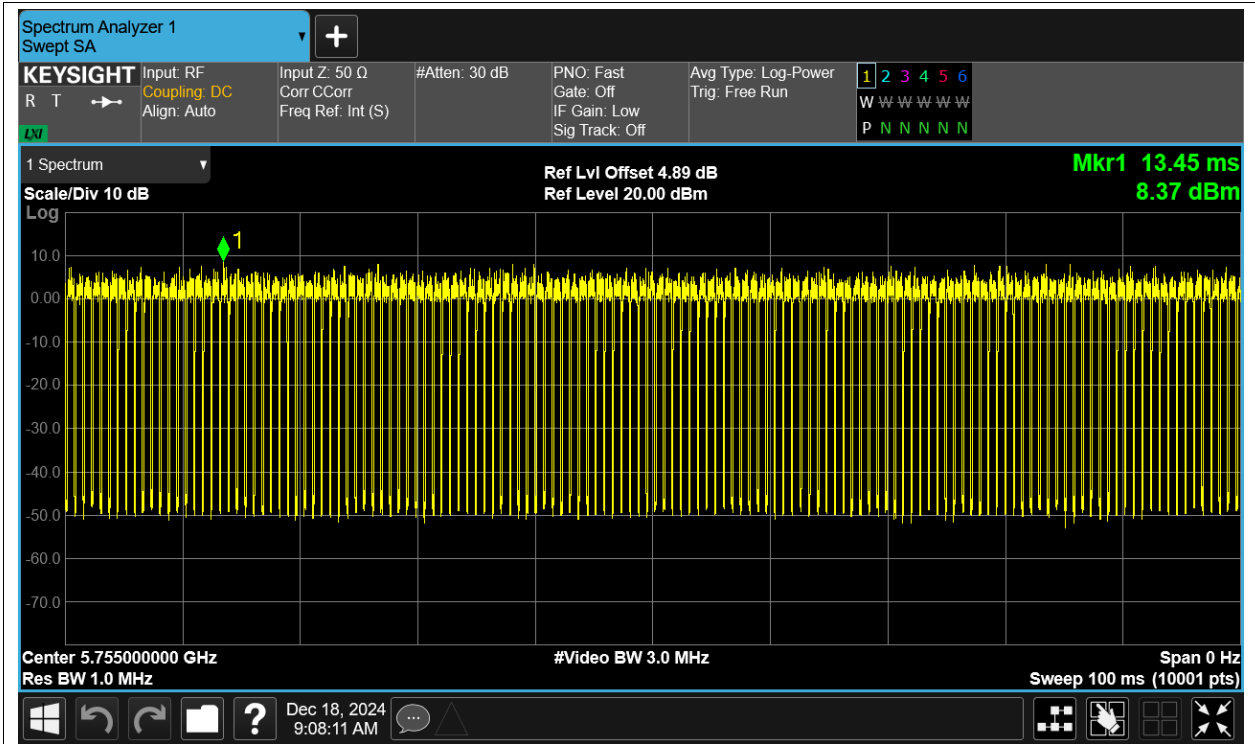 Spectrum Analyzer 1
Swept SA
+
KEYSIGHT
R T
LXI
Input: RF
Coupling: DC
Align: Auto
Input Z: 50 Ω
Corr CCorr
Freq Ref: Int (S)
#Atten: 30 dB
PNO: Fast
Gate: Off
IF Gain: Low
Sig Track: Off
Avg Type: Log-Power
Trig: Free Run
1 2 3 4 5 6
W W W W W W
P N N N N N
1 Spectrum
Scale/Div 10 dB
Log
Ref Lvl Offset 4.89 dB
Ref Level 20.00 dBm
Mkr1 13.45 ms
8.37 dBm
1
10.0
0.00
-10.0
-20.0
-30.0
-40.0
-50.0
-60.0
-70.0
Center 5.755000000 GHz
Res BW 1.0 MHz
#Video BW 3.0 MHz
Span 0 Hz
Sweep 100 ms (10001 pts)
?
Dec 18, 2024
9:08:11 AM